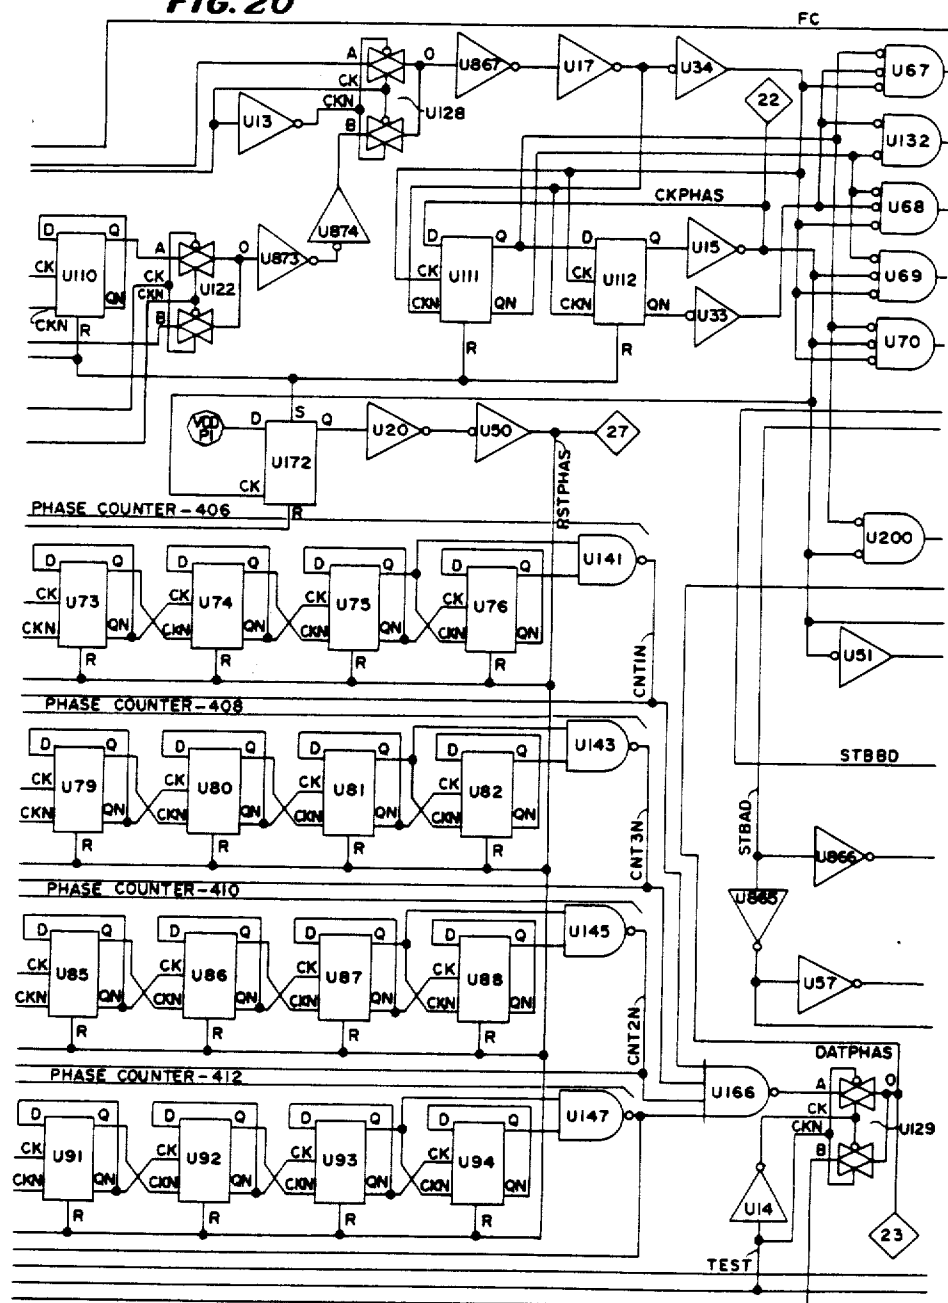 FIG. 20
FC
A
O
U867
U17
U34
U67
CK
CKN
U128
22
U13
B
U132
CKPHAS
U874
U68
D
Q
A
O
U873
D
Q
D
Q
U15
U110
CK
CKN
U122
CK
U111
CK
U112
U69
CK
QN
CKN
QN
CKN
QN
U33
CKN
R
B
U70
R
R
VDD
P1
D
S
Q
U20
U50
27
U172
CK
R
RSTPHAS
PHASE COUNTER-406
U200
D
Q
D
Q
D
Q
D
Q
U141
CK
U73
CK
U74
CK
U75
CK
U76
CKN
QN
CKN
QN
CKN
QN
CKN
QN
U51
R
R
R
R
CNT1N
PHASE COUNTER-408
D
Q
D
Q
D
Q
D
Q
U143
STBBD
CK
U79
CK
U80
CK
U81
CK
U82
CKN
QN
CKN
QN
CKN
QN
CKN
QN
R
R
R
R
CNT3N
STBAD
U866
PHASE COUNTER-410
U865
D
Q
D
Q
D
Q
D
Q
U145
CK
U85
CK
U86
CK
U87
CK
U88
U57
CKN
QN
CKN
QN
CKN
QN
CKN
QN
R
R
R
R
CNT2N
DATPHAS
PHASE COUNTER-412
U166
A
O
D
Q
D
Q
D
Q
D
Q
U147
CK
CKN
U129
CK
U91
CK
U92
CK
U93
CK
U94
B
CKN
QN
CKN
QN
CKN
QN
CKN
QN
U14
R
R
R
R
23
TEST